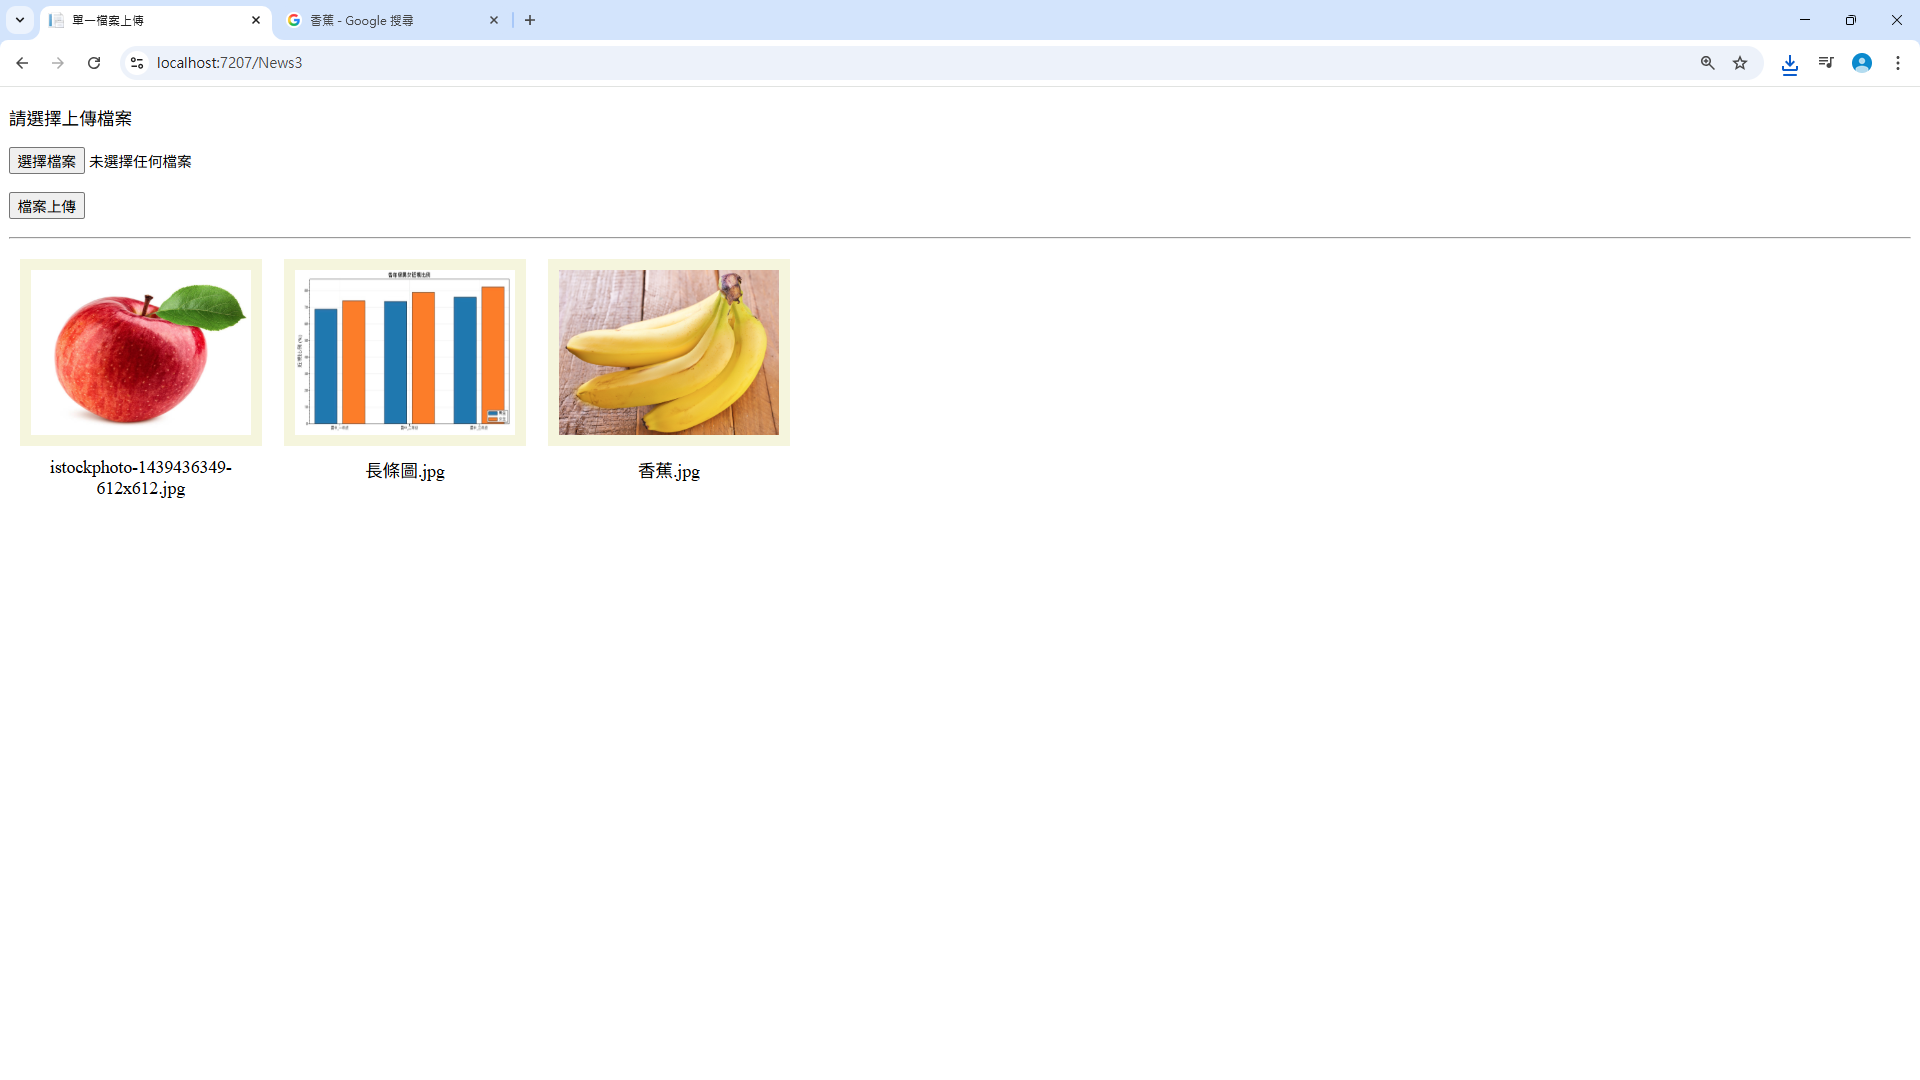 單一檔案上傳
香蕉 - Google 搜尋
localhost:7207/News3
請選擇上傳檔案
選擇檔案 未選擇任何檔案
檔案上傳
istockphoto-1439436349-
612x612.jpg
長條圖.jpg
香蕉.jpg